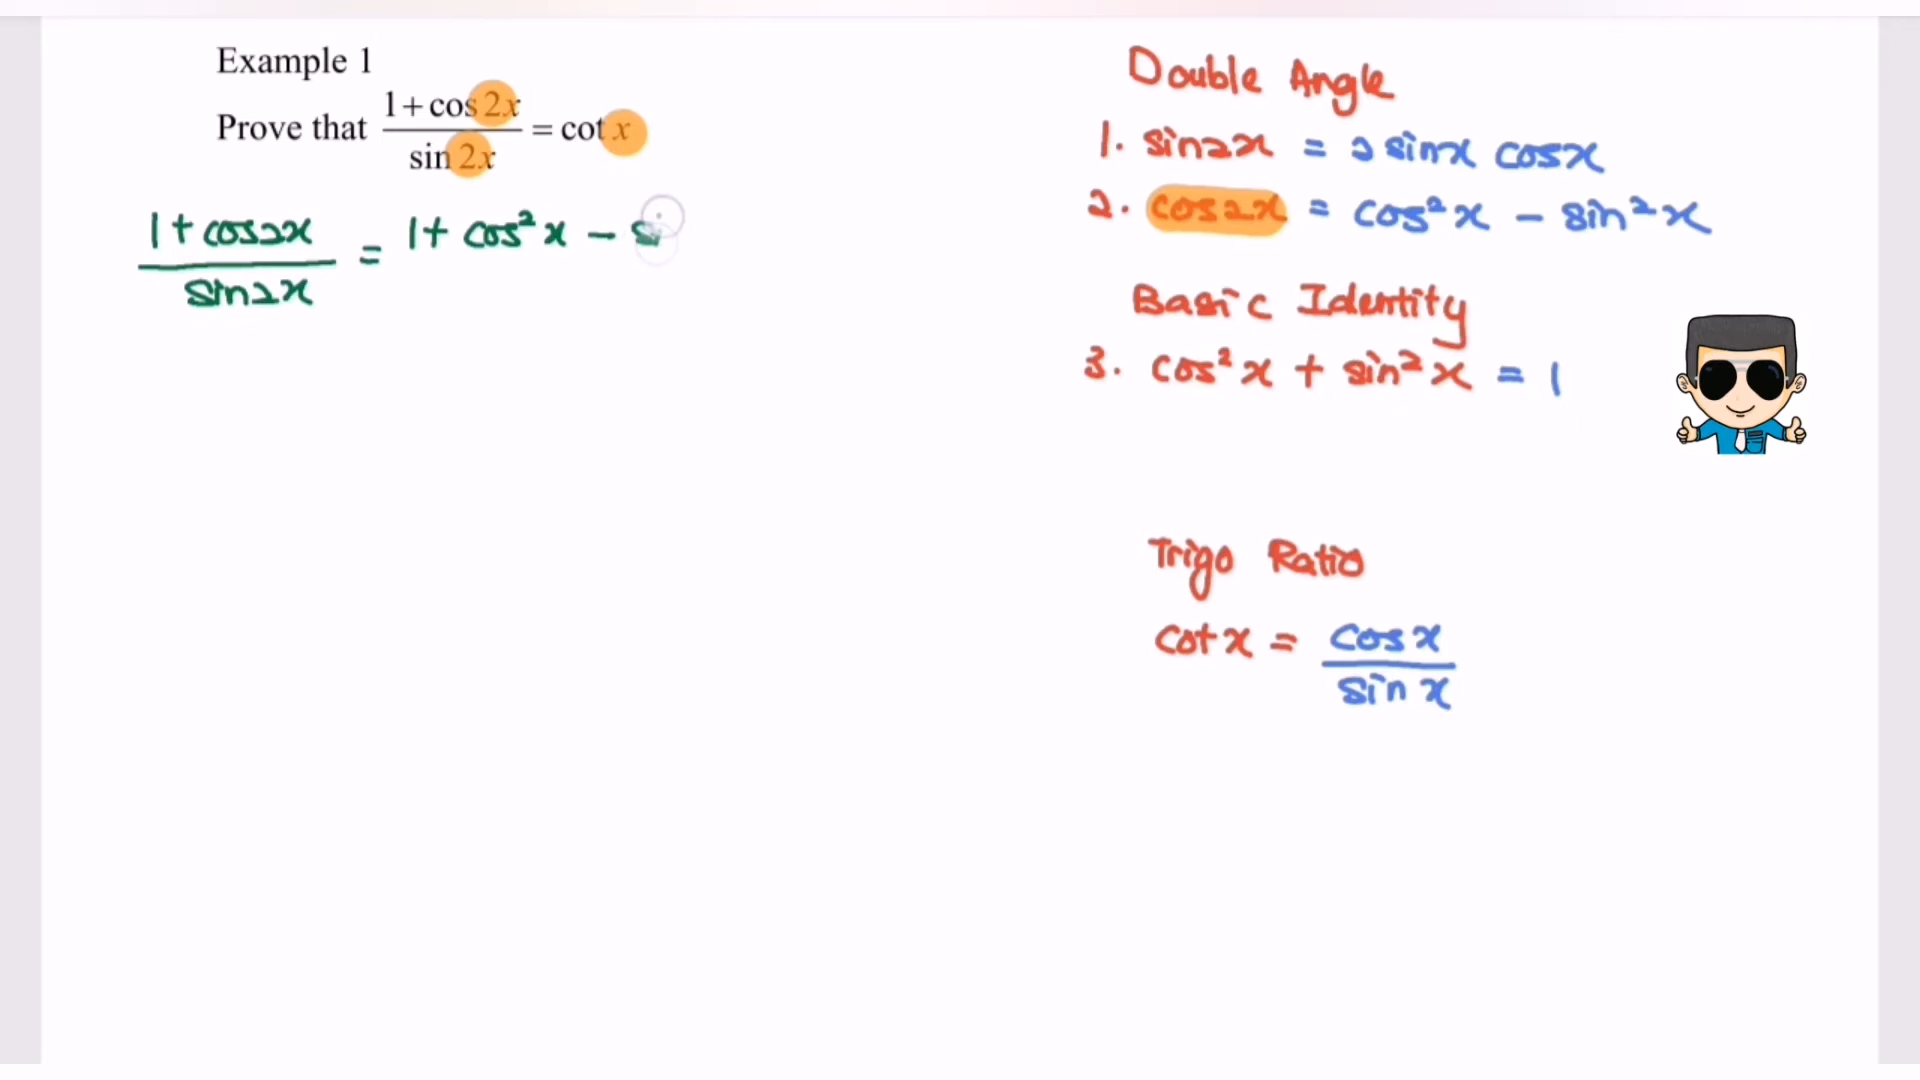 Example 1
Prove that (1 + cos 2x)/(sin 2x) = cot x
(1 + cos2x)/(sin2x) = 1 + cos²x −
Double Angle
1. sin2x = 2 sinx cosx
2. cos2x = cos²x − sin²x
Basic Identity
3. cos²x + sin²x = 1
Trigo Ratio
cot x = (cos x)/(sin x)